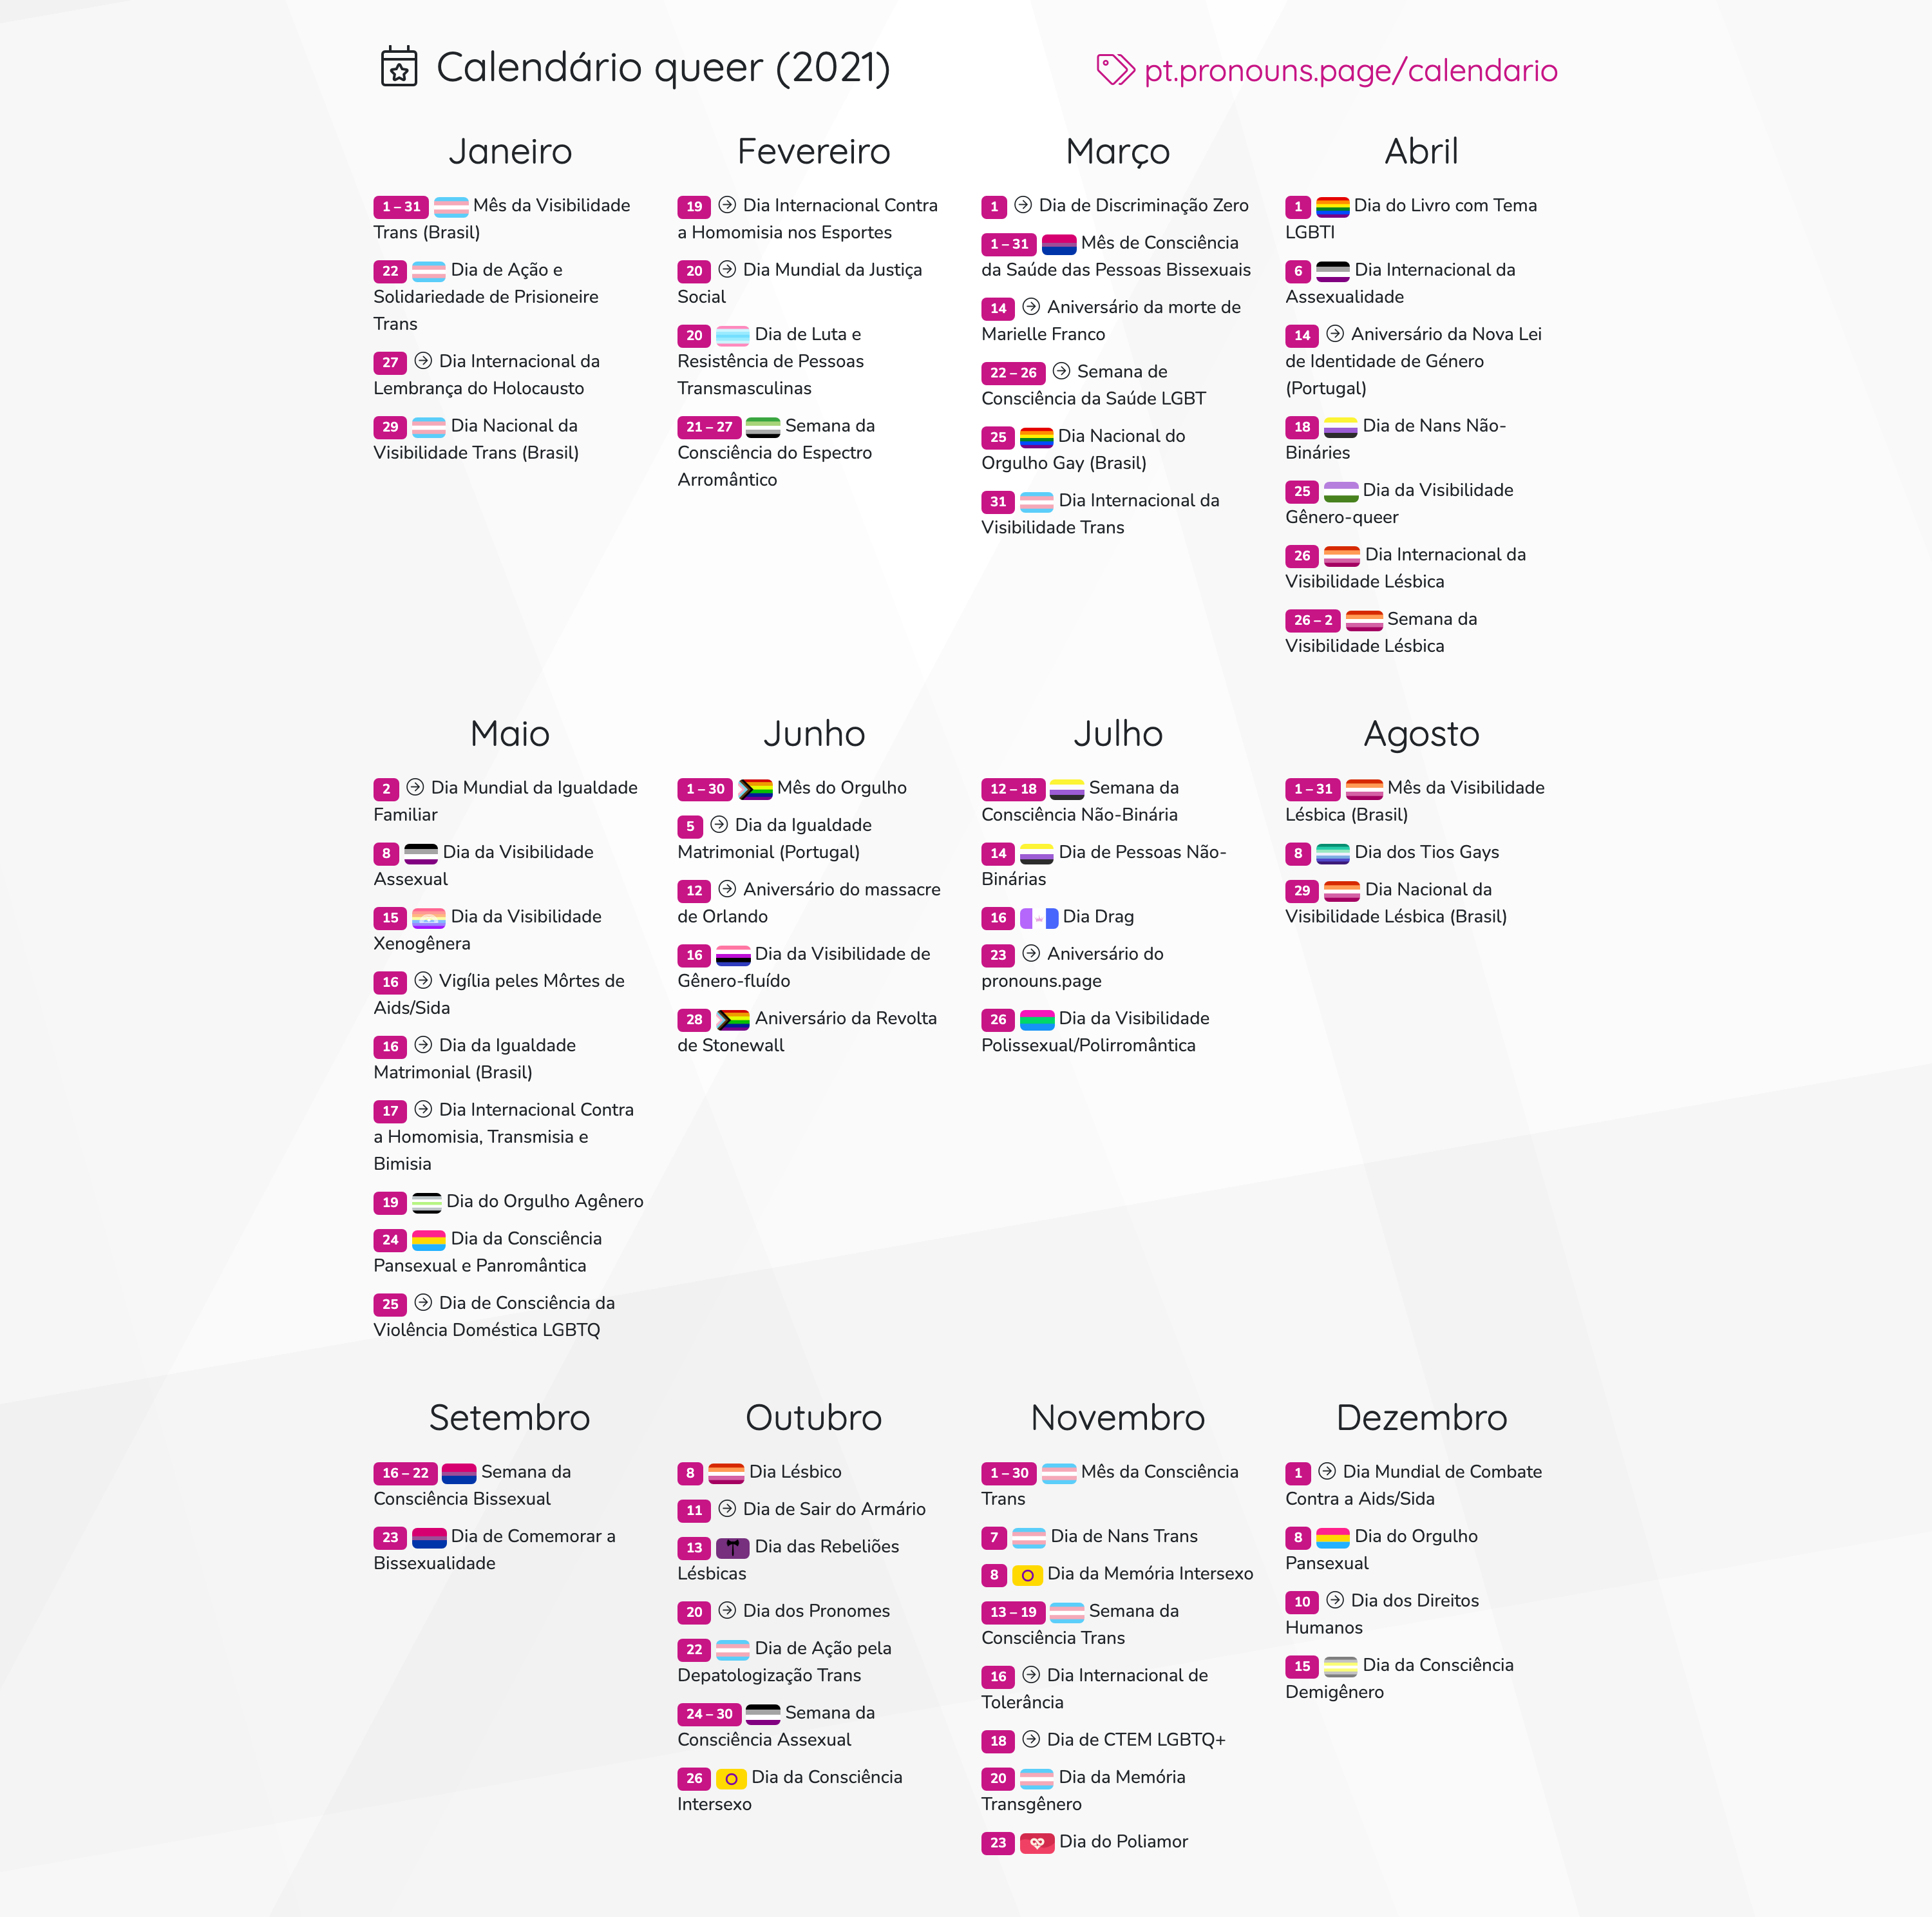 Calendário queer (2021)
pt.pronouns.page/calendario
Janeiro
1 – 31 Mês da Visibilidade
Trans (Brasil)
22 Dia de Ação e
Solidariedade de Prisioneire
Trans
27 Dia Internacional da
Lembrança do Holocausto
29 Dia Nacional da
Visibilidade Trans (Brasil)
Fevereiro
19 Dia Internacional Contra
a Homomisia nos Esportes
20 Dia Mundial da Justiça
Social
20 Dia de Luta e
Resistência de Pessoas
Transmasculinas
21 – 27 Semana da
Consciência do Espectro
Arromântico
Março
1 Dia de Discriminação Zero
1 – 31 Mês de Consciência
da Saúde das Pessoas Bissexuais
14 Aniversário da morte de
Marielle Franco
22 – 26 Semana de
Consciência da Saúde LGBT
25 Dia Nacional do
Orgulho Gay (Brasil)
31 Dia Internacional da
Visibilidade Trans
Abril
1 Dia do Livro com Tema
LGBTI
6 Dia Internacional da
Assexualidade
14 Aniversário da Nova Lei
de Identidade de Género
(Portugal)
18 Dia de Nans Não-
Bináries
25 Dia da Visibilidade
Gênero-queer
26 Dia Internacional da
Visibilidade Lésbica
26 – 2 Semana da
Visibilidade Lésbica
Maio
2 Dia Mundial da Igualdade
Familiar
8 Dia da Visibilidade
Assexual
15 Dia da Visibilidade
Xenogênera
16 Vigília peles Môrtes de
Aids/Sida
16 Dia da Igualdade
Matrimonial (Brasil)
17 Dia Internacional Contra
a Homomisia, Transmisia e
Bimisia
19 Dia do Orgulho Agênero
24 Dia da Consciência
Pansexual e Panromântica
25 Dia de Consciência da
Violência Doméstica LGBTQ
Junho
1 – 30 Mês do Orgulho
5 Dia da Igualdade
Matrimonial (Portugal)
12 Aniversário do massacre
de Orlando
16 Dia da Visibilidade de
Gênero-fluído
28 Aniversário da Revolta
de Stonewall
Julho
12 – 18 Semana da
Consciência Não-Binária
14 Dia de Pessoas Não-
Binárias
16 Dia Drag
23 Aniversário do
pronouns.page
26 Dia da Visibilidade
Polissexual/Polirromântica
Agosto
1 – 31 Mês da Visibilidade
Lésbica (Brasil)
8 Dia dos Tios Gays
29 Dia Nacional da
Visibilidade Lésbica (Brasil)
Setembro
16 – 22 Semana da
Consciência Bissexual
23 Dia de Comemorar a
Bissexualidade
Outubro
8 Dia Lésbico
11 Dia de Sair do Armário
13 Dia das Rebeliões
Lésbicas
20 Dia dos Pronomes
22 Dia de Ação pela
Depatologização Trans
24 – 30 Semana da
Consciência Assexual
26 Dia da Consciência
Intersexo
Novembro
1 – 30 Mês da Consciência
Trans
7 Dia de Nans Trans
8 Dia da Memória Intersexo
13 – 19 Semana da
Consciência Trans
16 Dia Internacional de
Tolerância
18 Dia de CTEM LGBTQ+
20 Dia da Memória
Transgênero
23 Dia do Poliamor
Dezembro
1 Dia Mundial de Combate
Contra a Aids/Sida
8 Dia do Orgulho
Pansexual
10 Dia dos Direitos
Humanos
15 Dia da Consciência
Demigênero